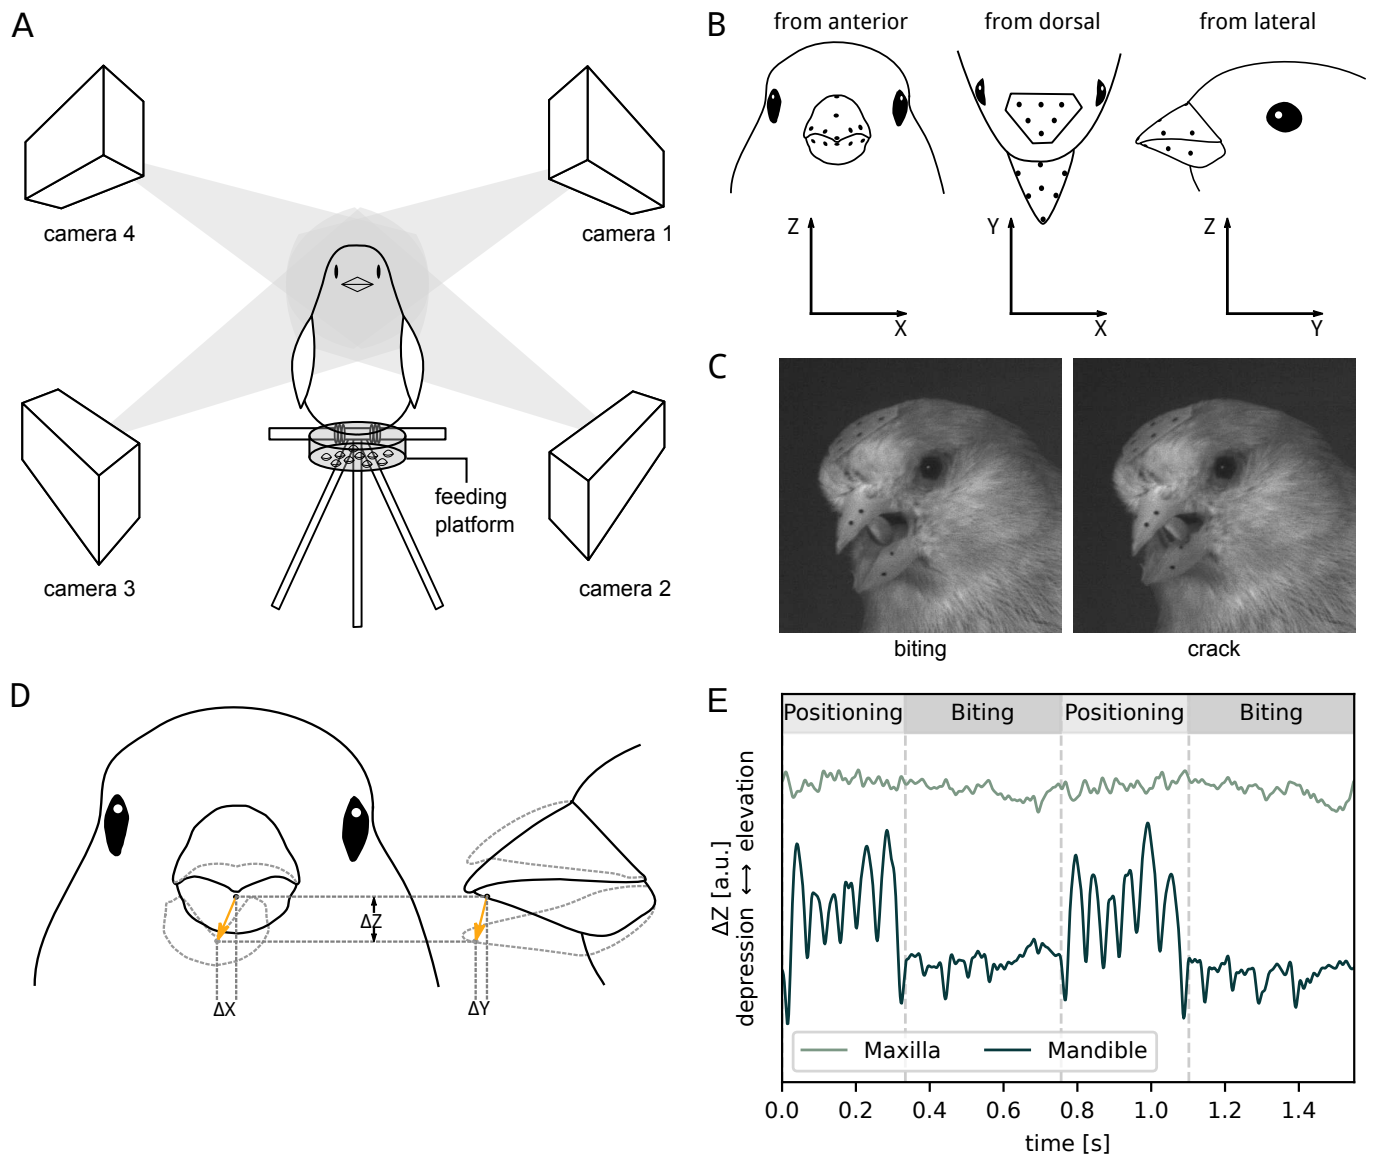 A
camera 4
camera 1
feeding
platform
camera 3
camera 2
B
from anterior
from dorsal
from lateral
Z
X
Y
X
Z
Y
C
biting
crack
D
ΔZ
ΔX
ΔY
E
Positioning
Biting
Positioning
Biting
ΔZ [a.u.]
depression ⟷ elevation
Maxilla
Mandible
0.0
0.2
0.4
0.6
0.8
1.0
1.2
1.4
time [s]